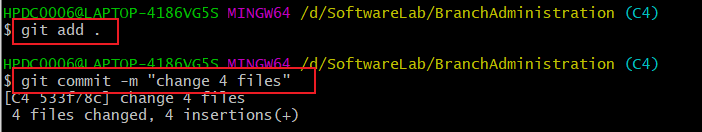 HPDC0006@LAPTOP-4186VG5S MINGW64 /d/SoftwareLab/BranchAdministration (C4)
$ git add .
HPDC0006@LAPTOP-4186VG5S MINGW64 /d/SoftwareLab/BranchAdministration (C4)
$ git commit -m "change 4 files"
[C4 533f78c] change 4 files
4 files changed, 4 insertions(+)